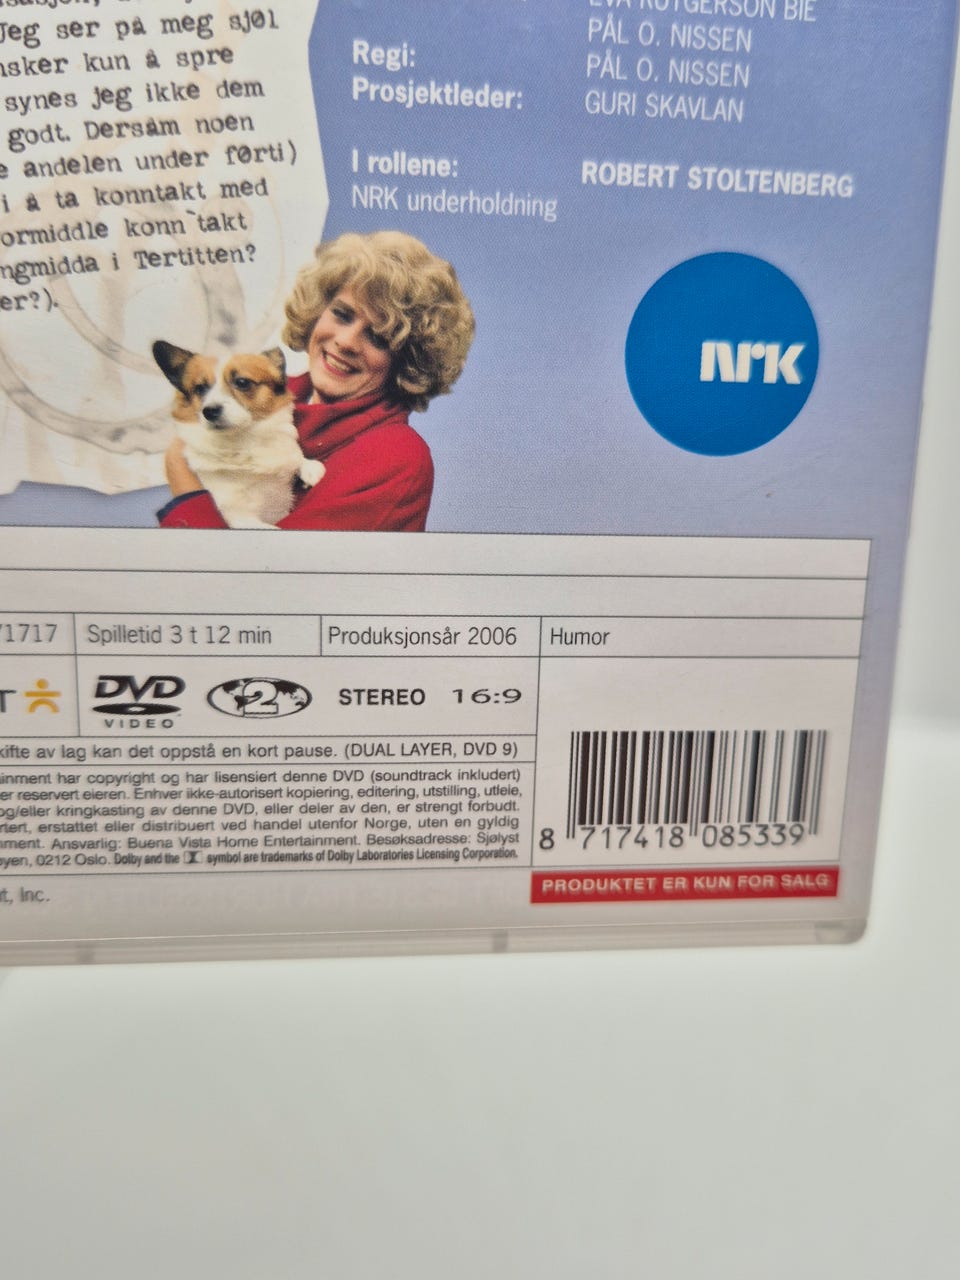 Jeg ser på meg sjøl
nsker kun å spre
synes jeg ikke dem
godt. Dersåm noen
e andelen under førti)
i å ta konntakt med
ormiddle konn`takt
ngmidda i Tertitten?
er?).
EVA RUTGERSON BIE
PÅL O. NISSEN
Regi: PÅL O. NISSEN
Prosjektleder: GURI SKAVLAN
I rollene: ROBERT STOLTENBERG
NRK underholdning
NRK
/1717 Spilletid 3 t 12 min Produksjonsår 2006 Humor
T DVD VIDEO 2 STEREO 16:9
kifte av lag kan det oppstå en kort pause. (DUAL LAYER, DVD 9)
ainment har copyright og har lisensiert denne DVD (soundtrack inkludert)
er reservert eieren. Enhver ikke-autorisert kopiering, editering, utstilling, utleie,
og/eller kringkasting av denne DVD, eller deler av den, er strengt forbudt.
rtert, erstattet eller distribuert ved handel utenfor Norge, uten en gyldig
nment. Ansvarlig: Buena Vista Home Entertainment. Besøksadresse: Sjølyst
øyen, 0212 Oslo. Dolby and the symbol are trademarks of Dolby Laboratories Licensing Corporation.
t, Inc.
8 717418 085339
PRODUKTET ER KUN FOR SALG